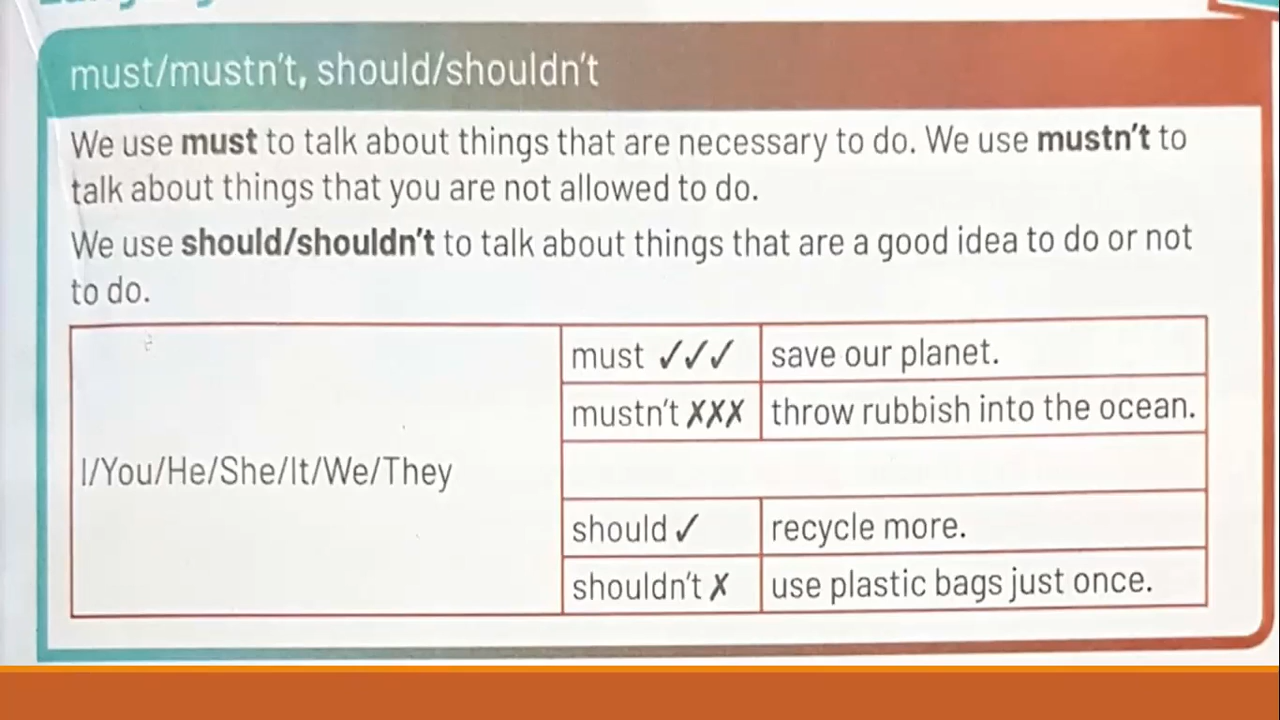 must/mustn't, should/shouldn't
We use must to talk about things that are necessary to do. We use mustn't to
talk about things that you are not allowed to do.
We use should/shouldn't to talk about things that are a good idea to do or not
to do.
I/You/He/She/It/We/They
must ✓✓✓ save our planet.
mustn't ✗✗✗ throw rubbish into the ocean.
should ✓ recycle more.
shouldn't ✗ use plastic bags just once.